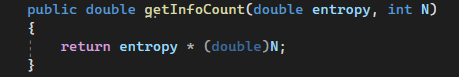 public double getInfoCount(double entropy, int N)
{
return entropy * (double)N;
}